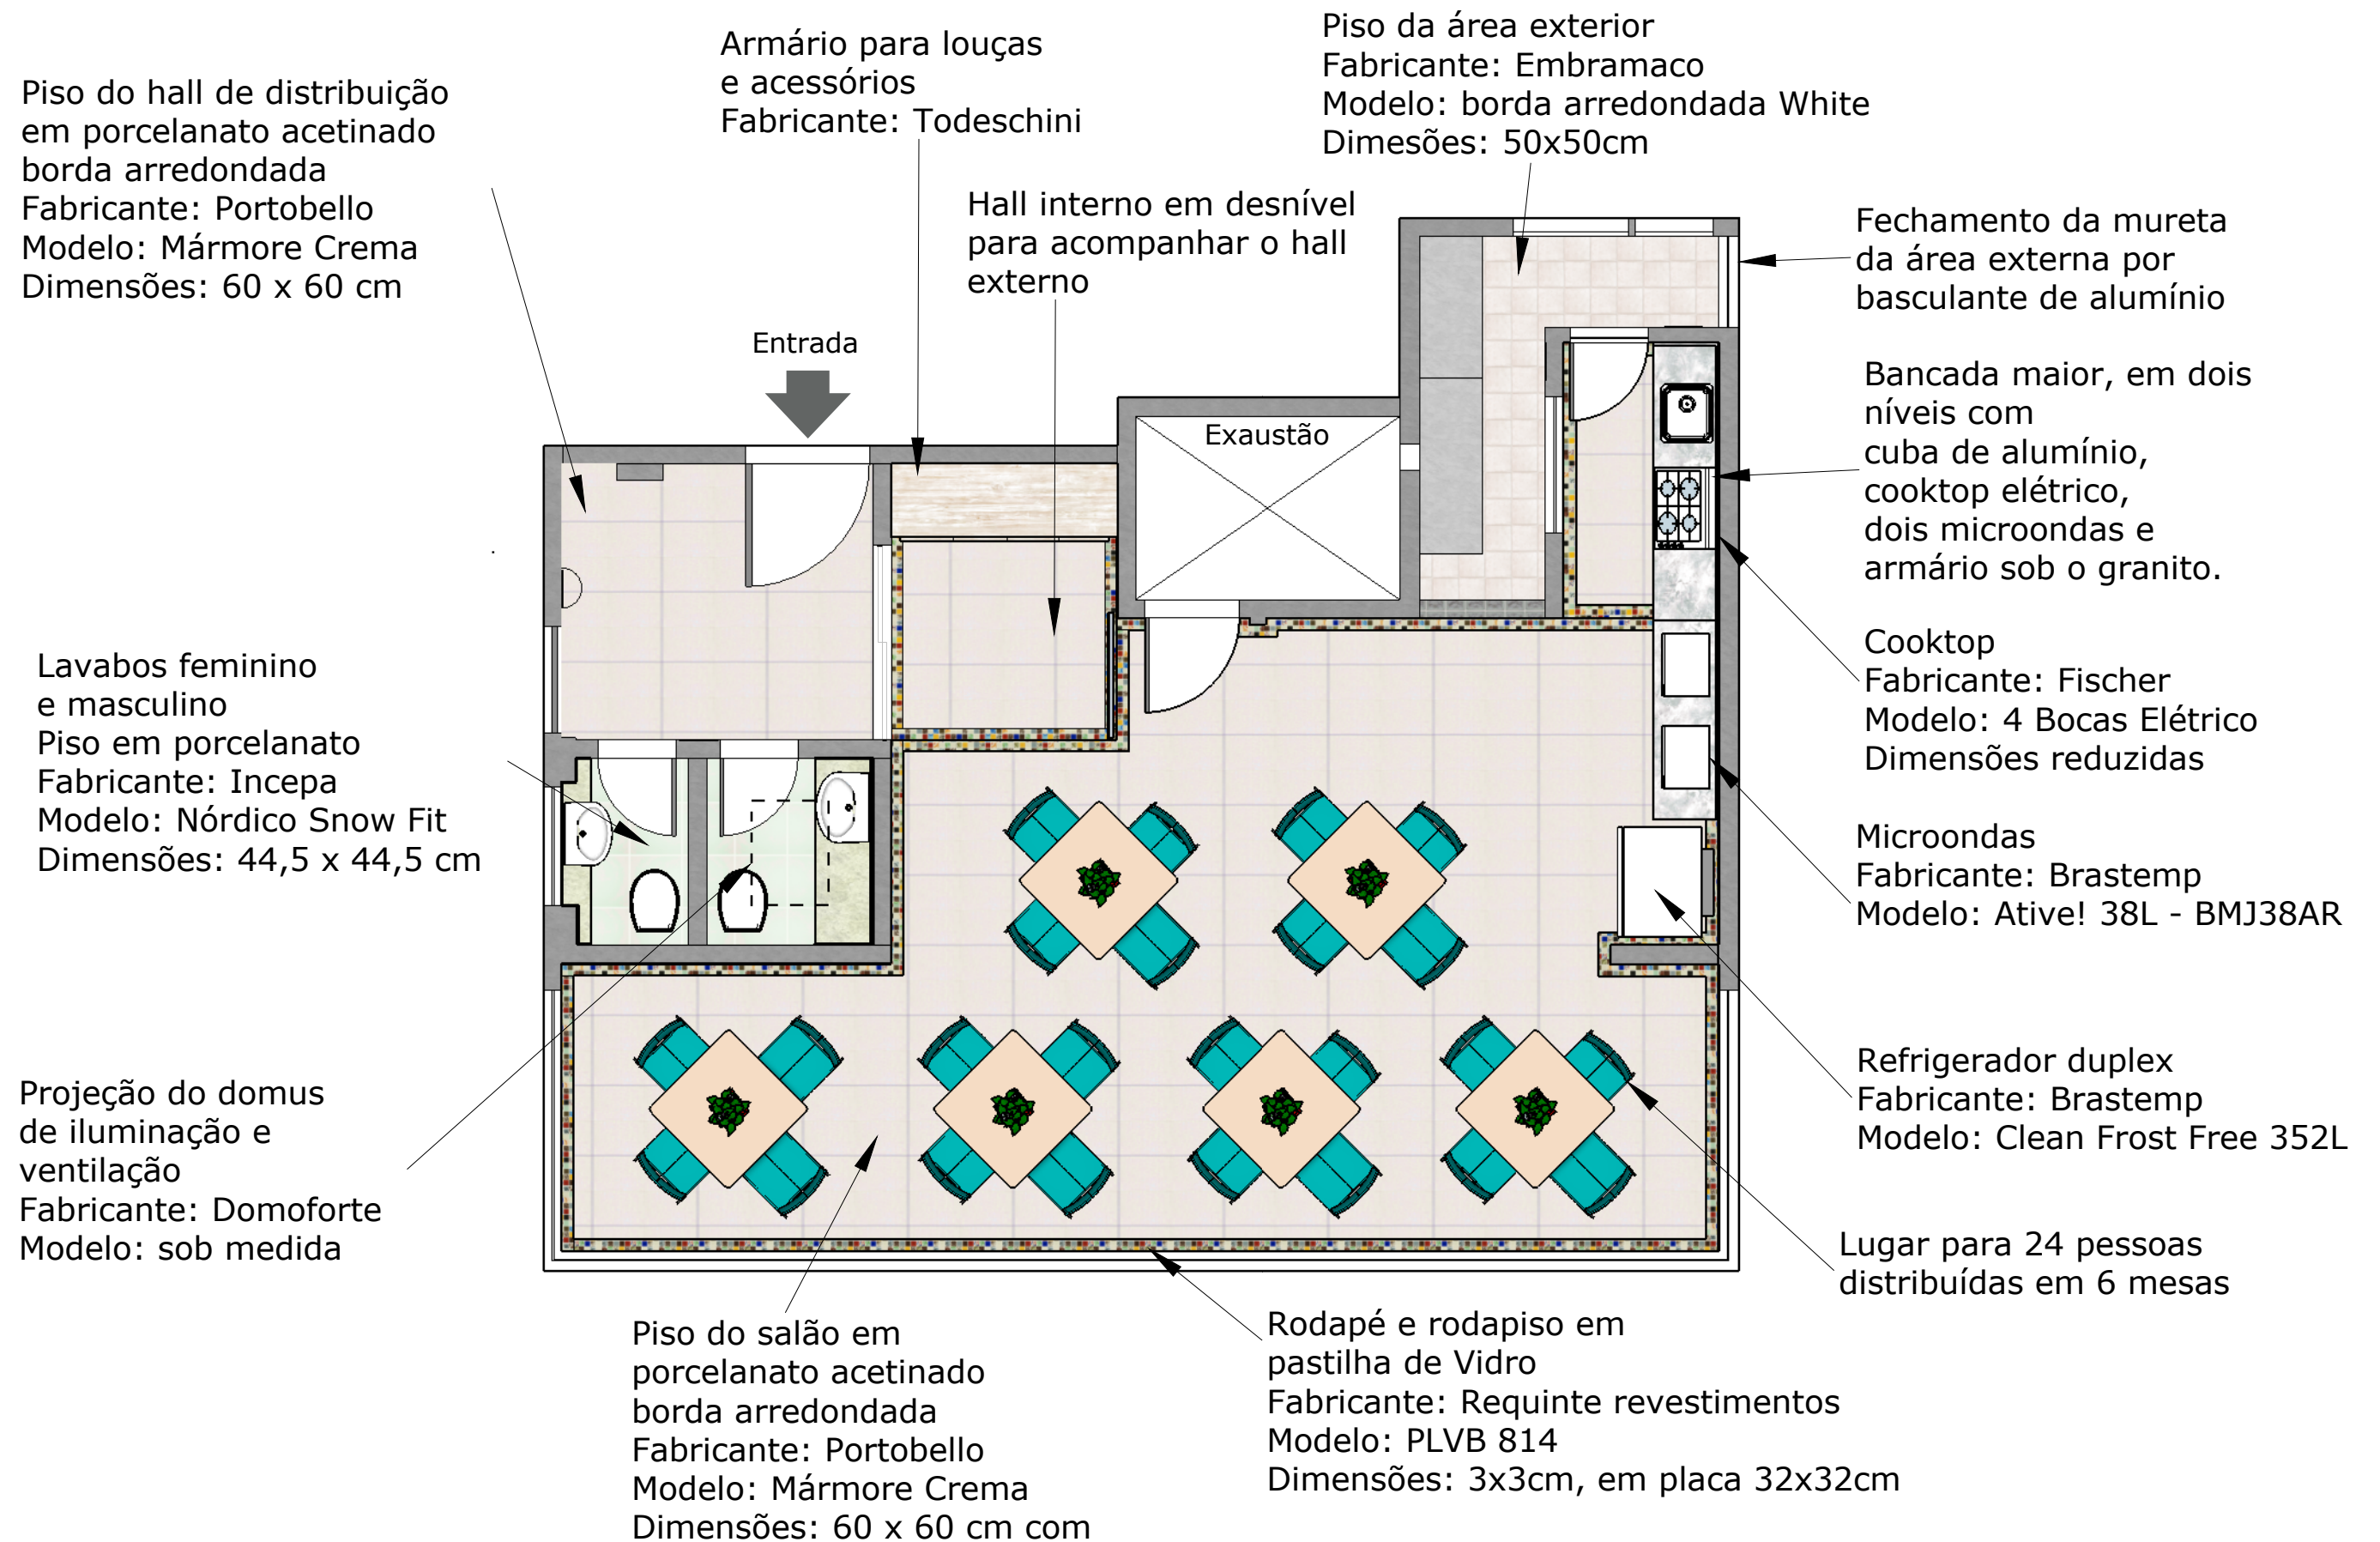 Piso do hall de distribuição
em porcelanato acetinado
borda arredondada
Fabricante: Portobello
Modelo: Mármore Crema
Dimensões: 60 x 60 cm
Armário para louças
e acessórios
Fabricante: Todeschini
Hall interno em desnível
para acompanhar o hall
externo
Piso da área exterior
Fabricante: Embramaco
Modelo: borda arredondada White
Dimesões: 50x50cm
Fechamento da mureta
da área externa por
basculante de alumínio
Entrada
Exaustão
Bancada maior, em dois
níveis com
cuba de alumínio,
cooktop elétrico,
dois microondas e
armário sob o granito.
Cooktop
Fabricante: Fischer
Modelo: 4 Bocas Elétrico
Dimensões reduzidas
Lavabos feminino
e masculino
Piso em porcelanato
Fabricante: Incepa
Modelo: Nórdico Snow Fit
Dimensões: 44,5 x 44,5 cm
Microondas
Fabricante: Brastemp
Modelo: Ative! 38L - BMJ38AR
Refrigerador duplex
Fabricante: Brastemp
Modelo: Clean Frost Free 352L
Projeção do domus
de iluminação e
ventilação
Fabricante: Domoforte
Modelo: sob medida
Lugar para 24 pessoas
distribuídas em 6 mesas
Piso do salão em
porcelanato acetinado
borda arredondada
Fabricante: Portobello
Modelo: Mármore Crema
Dimensões: 60 x 60 cm com
Rodapé e rodapiso em
pastilha de Vidro
Fabricante: Requinte revestimentos
Modelo: PLVB 814
Dimensões: 3x3cm, em placa 32x32cm